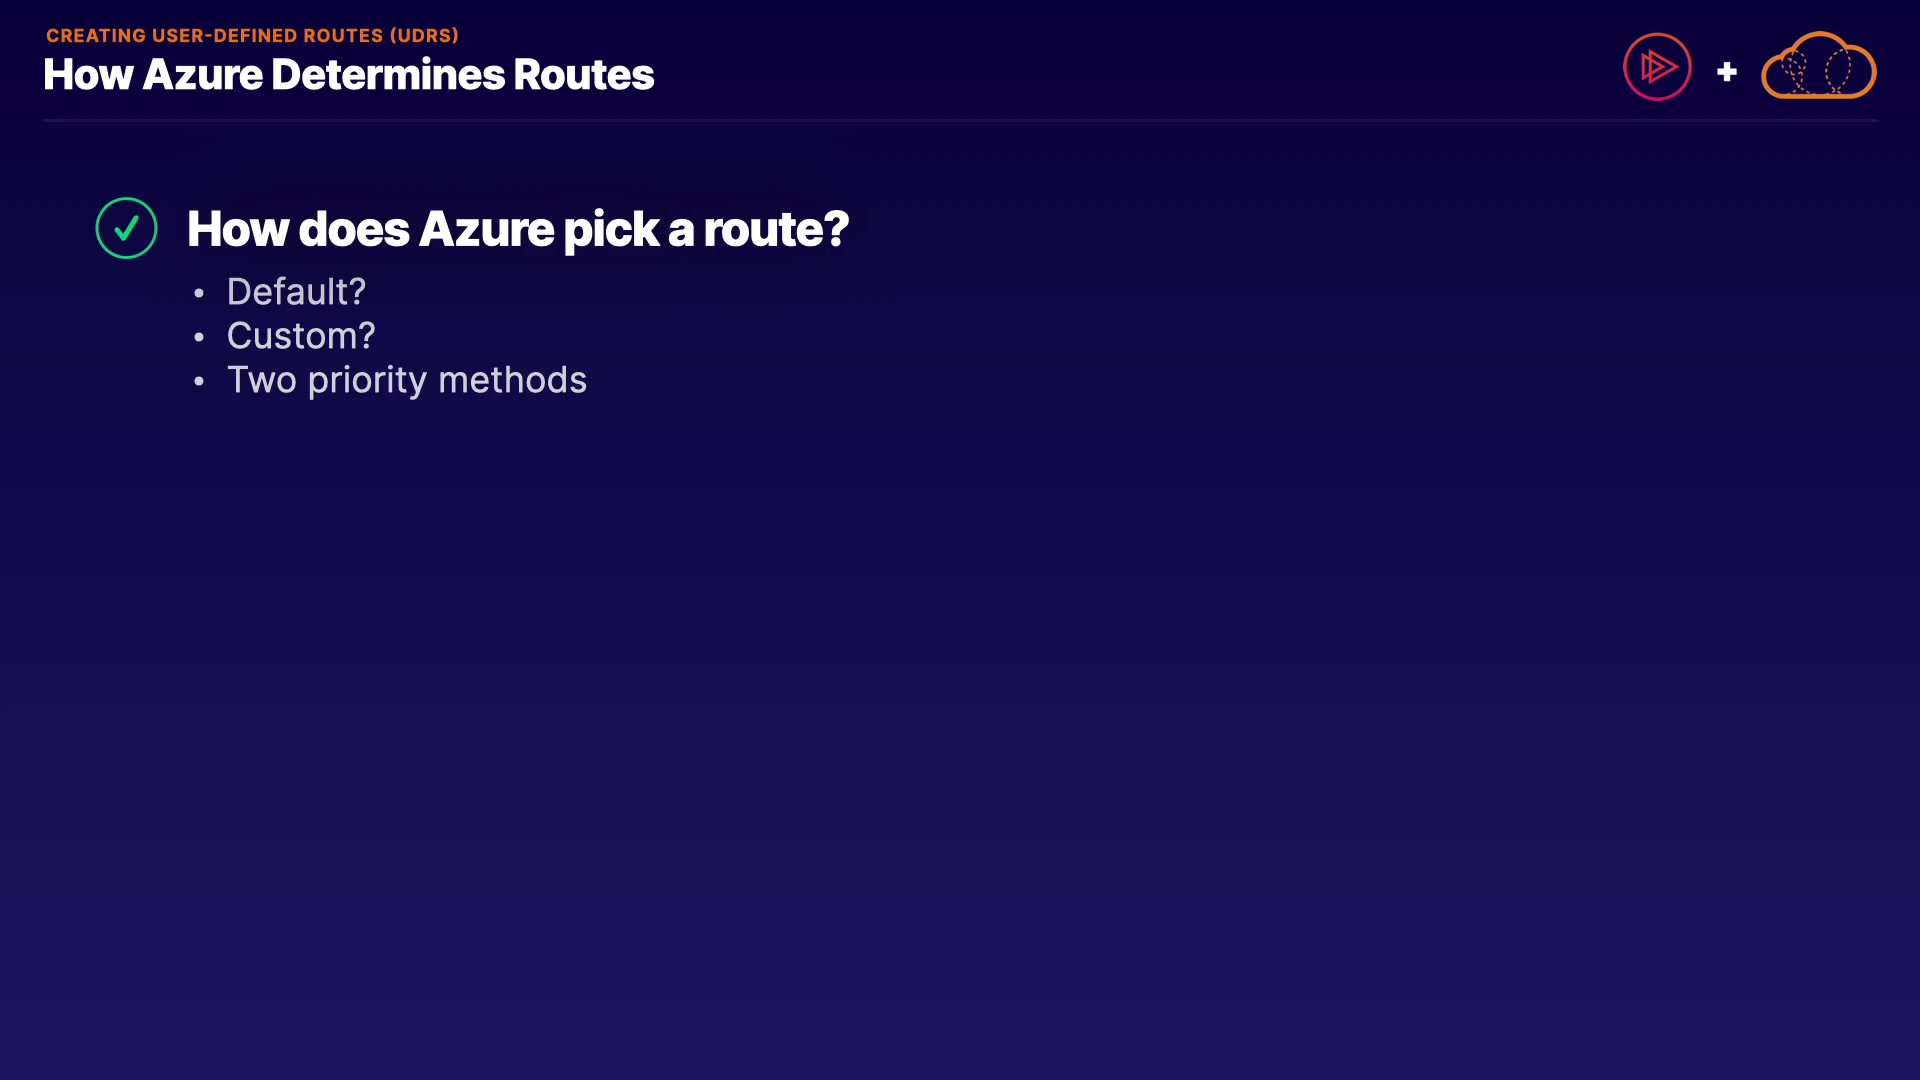 CREATING USER-DEFINED ROUTES (UDRS)
How Azure Determines Routes
How does Azure pick a route?
• Default?
• Custom?
• Two priority methods